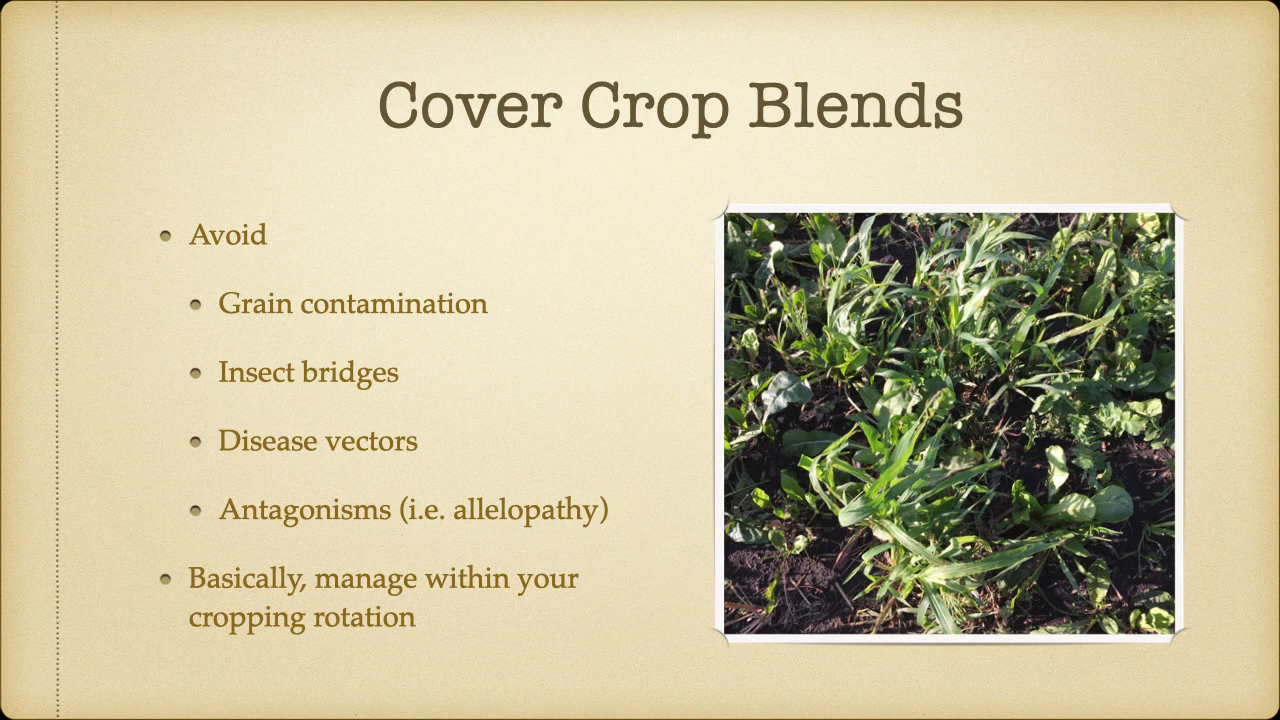 Cover Crop Blends
Avoid
Grain contamination
Insect bridges
Disease vectors
Antagonisms (i.e. allelopathy)
Basically, manage within your
cropping rotation